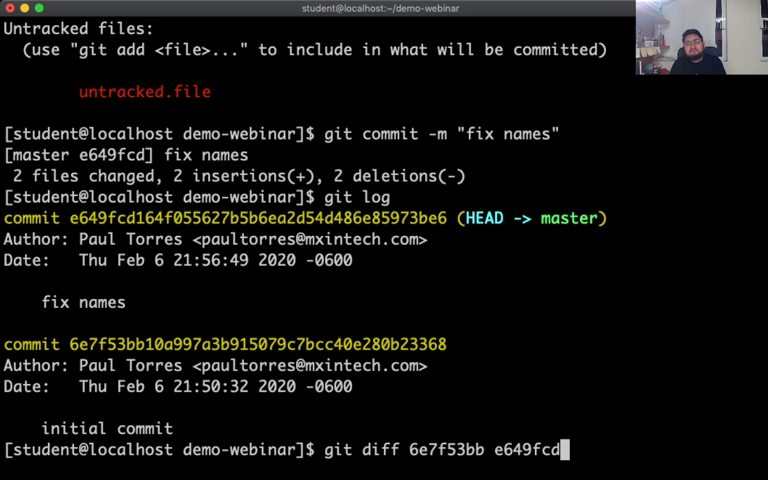 student@localhost:~/demo-webinar
Untracked files:
(use "git add <file>..." to include in what will be committed)
untracked.file
[student@localhost demo-webinar]$ git commit -m "fix names"
[master e649fcd] fix names
2 files changed, 2 insertions(+), 2 deletions(-)
[student@localhost demo-webinar]$ git log
commit e649fcd164f055627b5b6ea2d54d486e85973be6 (HEAD -> master)
Author: Paul Torres <paultorres@mxintech.com>
Date:   Thu Feb 6 21:56:49 2020 -0600
fix names
commit 6e7f53bb10a997a3b915079c7bcc40e280b23368
Author: Paul Torres <paultorres@mxintech.com>
Date:   Thu Feb 6 21:50:32 2020 -0600
initial commit
[student@localhost demo-webinar]$ git diff 6e7f53bb e649fcd